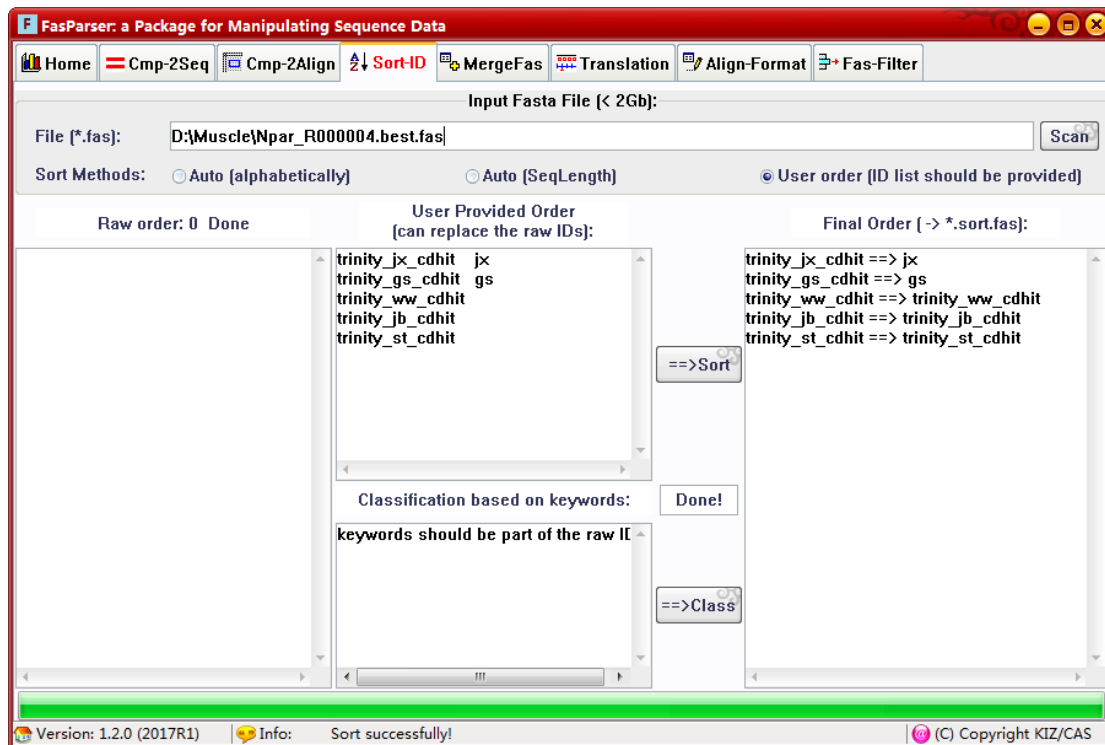 FasParser: a Package for Manipulating Sequence Data
Home Cmp-2Seq Cmp-2Align Sort-ID MergeFas Translation Align-Format Fas-Filter
Input Fasta File (< 2Gb):
File (*.fas): D:\Muscle\Npar_R000004.best.fas Scan
Sort Methods: Auto (alphabetically) Auto (SeqLength) User order (ID list should be provided)
Raw order: 0 Done
User Provided Order
(can replace the raw IDs):
Final Order ( -> *.sort.fas):
trinity_jx_cdhit jx
trinity_gs_cdhit gs
trinity_ww_cdhit
trinity_jb_cdhit
trinity_st_cdhit
==>Sort
trinity_jx_cdhit ==> jx
trinity_gs_cdhit ==> gs
trinity_ww_cdhit ==> trinity_ww_cdhit
trinity_jb_cdhit ==> trinity_jb_cdhit
trinity_st_cdhit ==> trinity_st_cdhit
Classification based on keywords: Done!
keywords should be part of the raw
==>Class
Version: 1.2.0 (2017R1) Info: Sort successfully! (C) Copyright KIZ/CAS